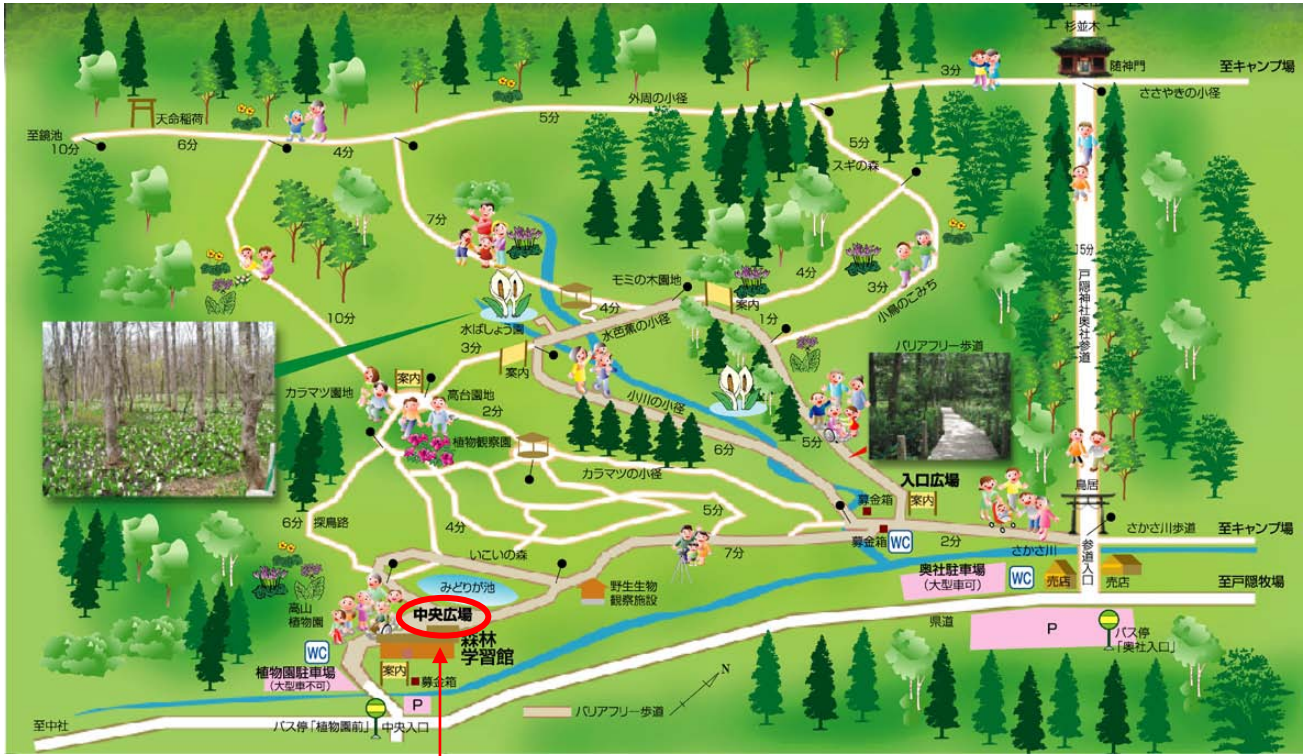 杉並木
随神門
至キャンプ場
3分
ささやきの小径
外周の小径
5分
天命稲荷
至鏡池
10分
6分
4分
5分
スギの森
7分
15分
戸隠神社奥社参道
モミの木園地
4分
案内
4分
3分
小鳥のこみち
1分
水ばしょう園
水芭蕉の小径
3分
案内
バリアフリー歩道
10分
カラマツ園地
案内
高台園地
2分
小川の小径
植物観察園
6分
5分
カラマツの小径
入口広場
案内
募金箱
鳥居
6分
探鳥路
4分
5分
募金箱
WC
2分
さかさ川
さかさ川歩道
至キャンプ場
7分
いこいの森
みどりが池
野生生物
観察施設
奥社駐車場
(大型車可)
WC
売店
参道入口
売店
至戸隠牧場
高山
植物園
中央広場
森林
学習館
県道
P
バス停
「奥社入口」
WC
植物園駐車場
(大型車不可)
案内
募金箱
P
N
バリアフリー歩道
至中社
バス停「植物園前」
中央入口